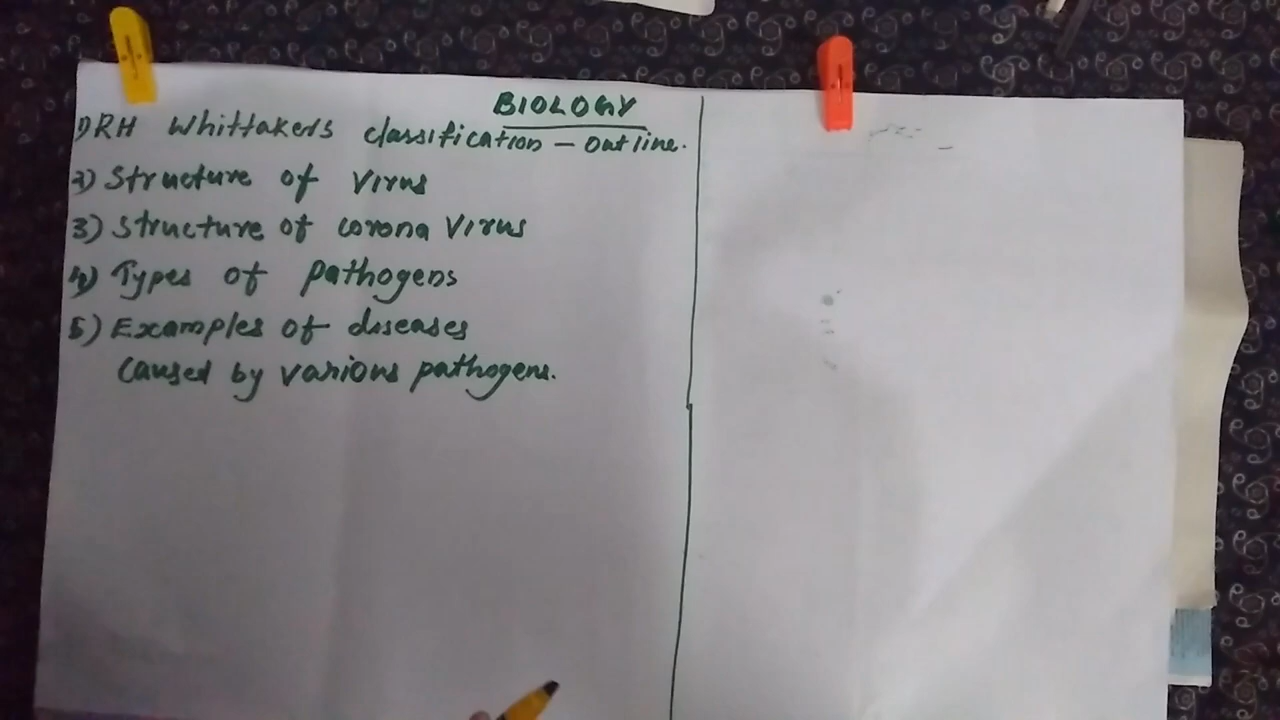 BIOLOGY
1) RH Whittakers classification – outline.
2) Structure of Virus
3) Structure of corona Virus
4) Types of pathogens
5) Examples of diseases
caused by various pathogens.